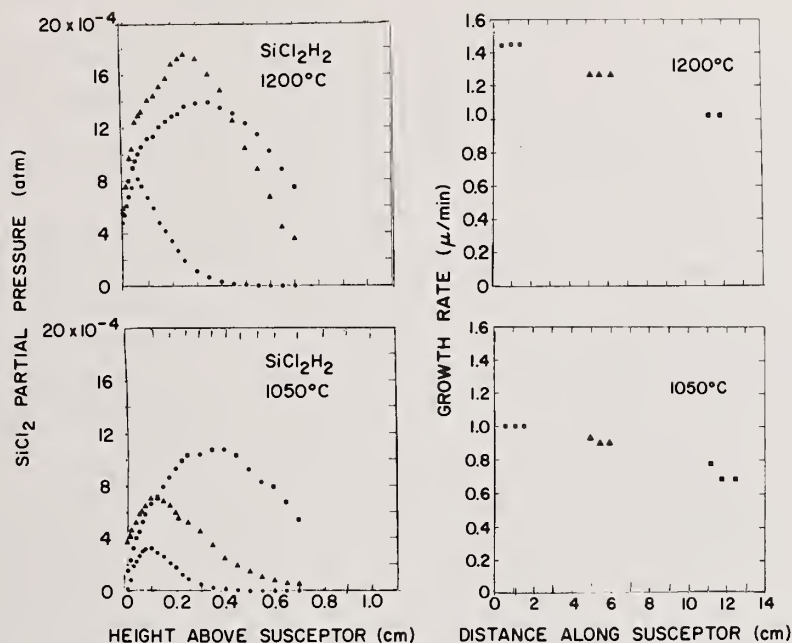 20 x 10⁻⁴
16
12
8
4
0
SiCl₂H₂
1200°C
1.6
1.4
1.2
1.0
0.8
0.6
0.4
0.2
0
1200°C
SiCl₂ PARTIAL PRESSURE (atm)
GROWTH RATE (μ/min)
20 x 10⁻⁴
16
12
8
4
0
SiCl₂H₂
1050°C
0 0.2 0.4 0.6 0.8 1.0
HEIGHT ABOVE SUSCEPTOR (cm)
1.6
1.4
1.2
1.0
0.8
0.6
0.4
0.2
0
1050°C
0 2 4 6 8 10 12 14
DISTANCE ALONG SUSCEPTOR (cm)